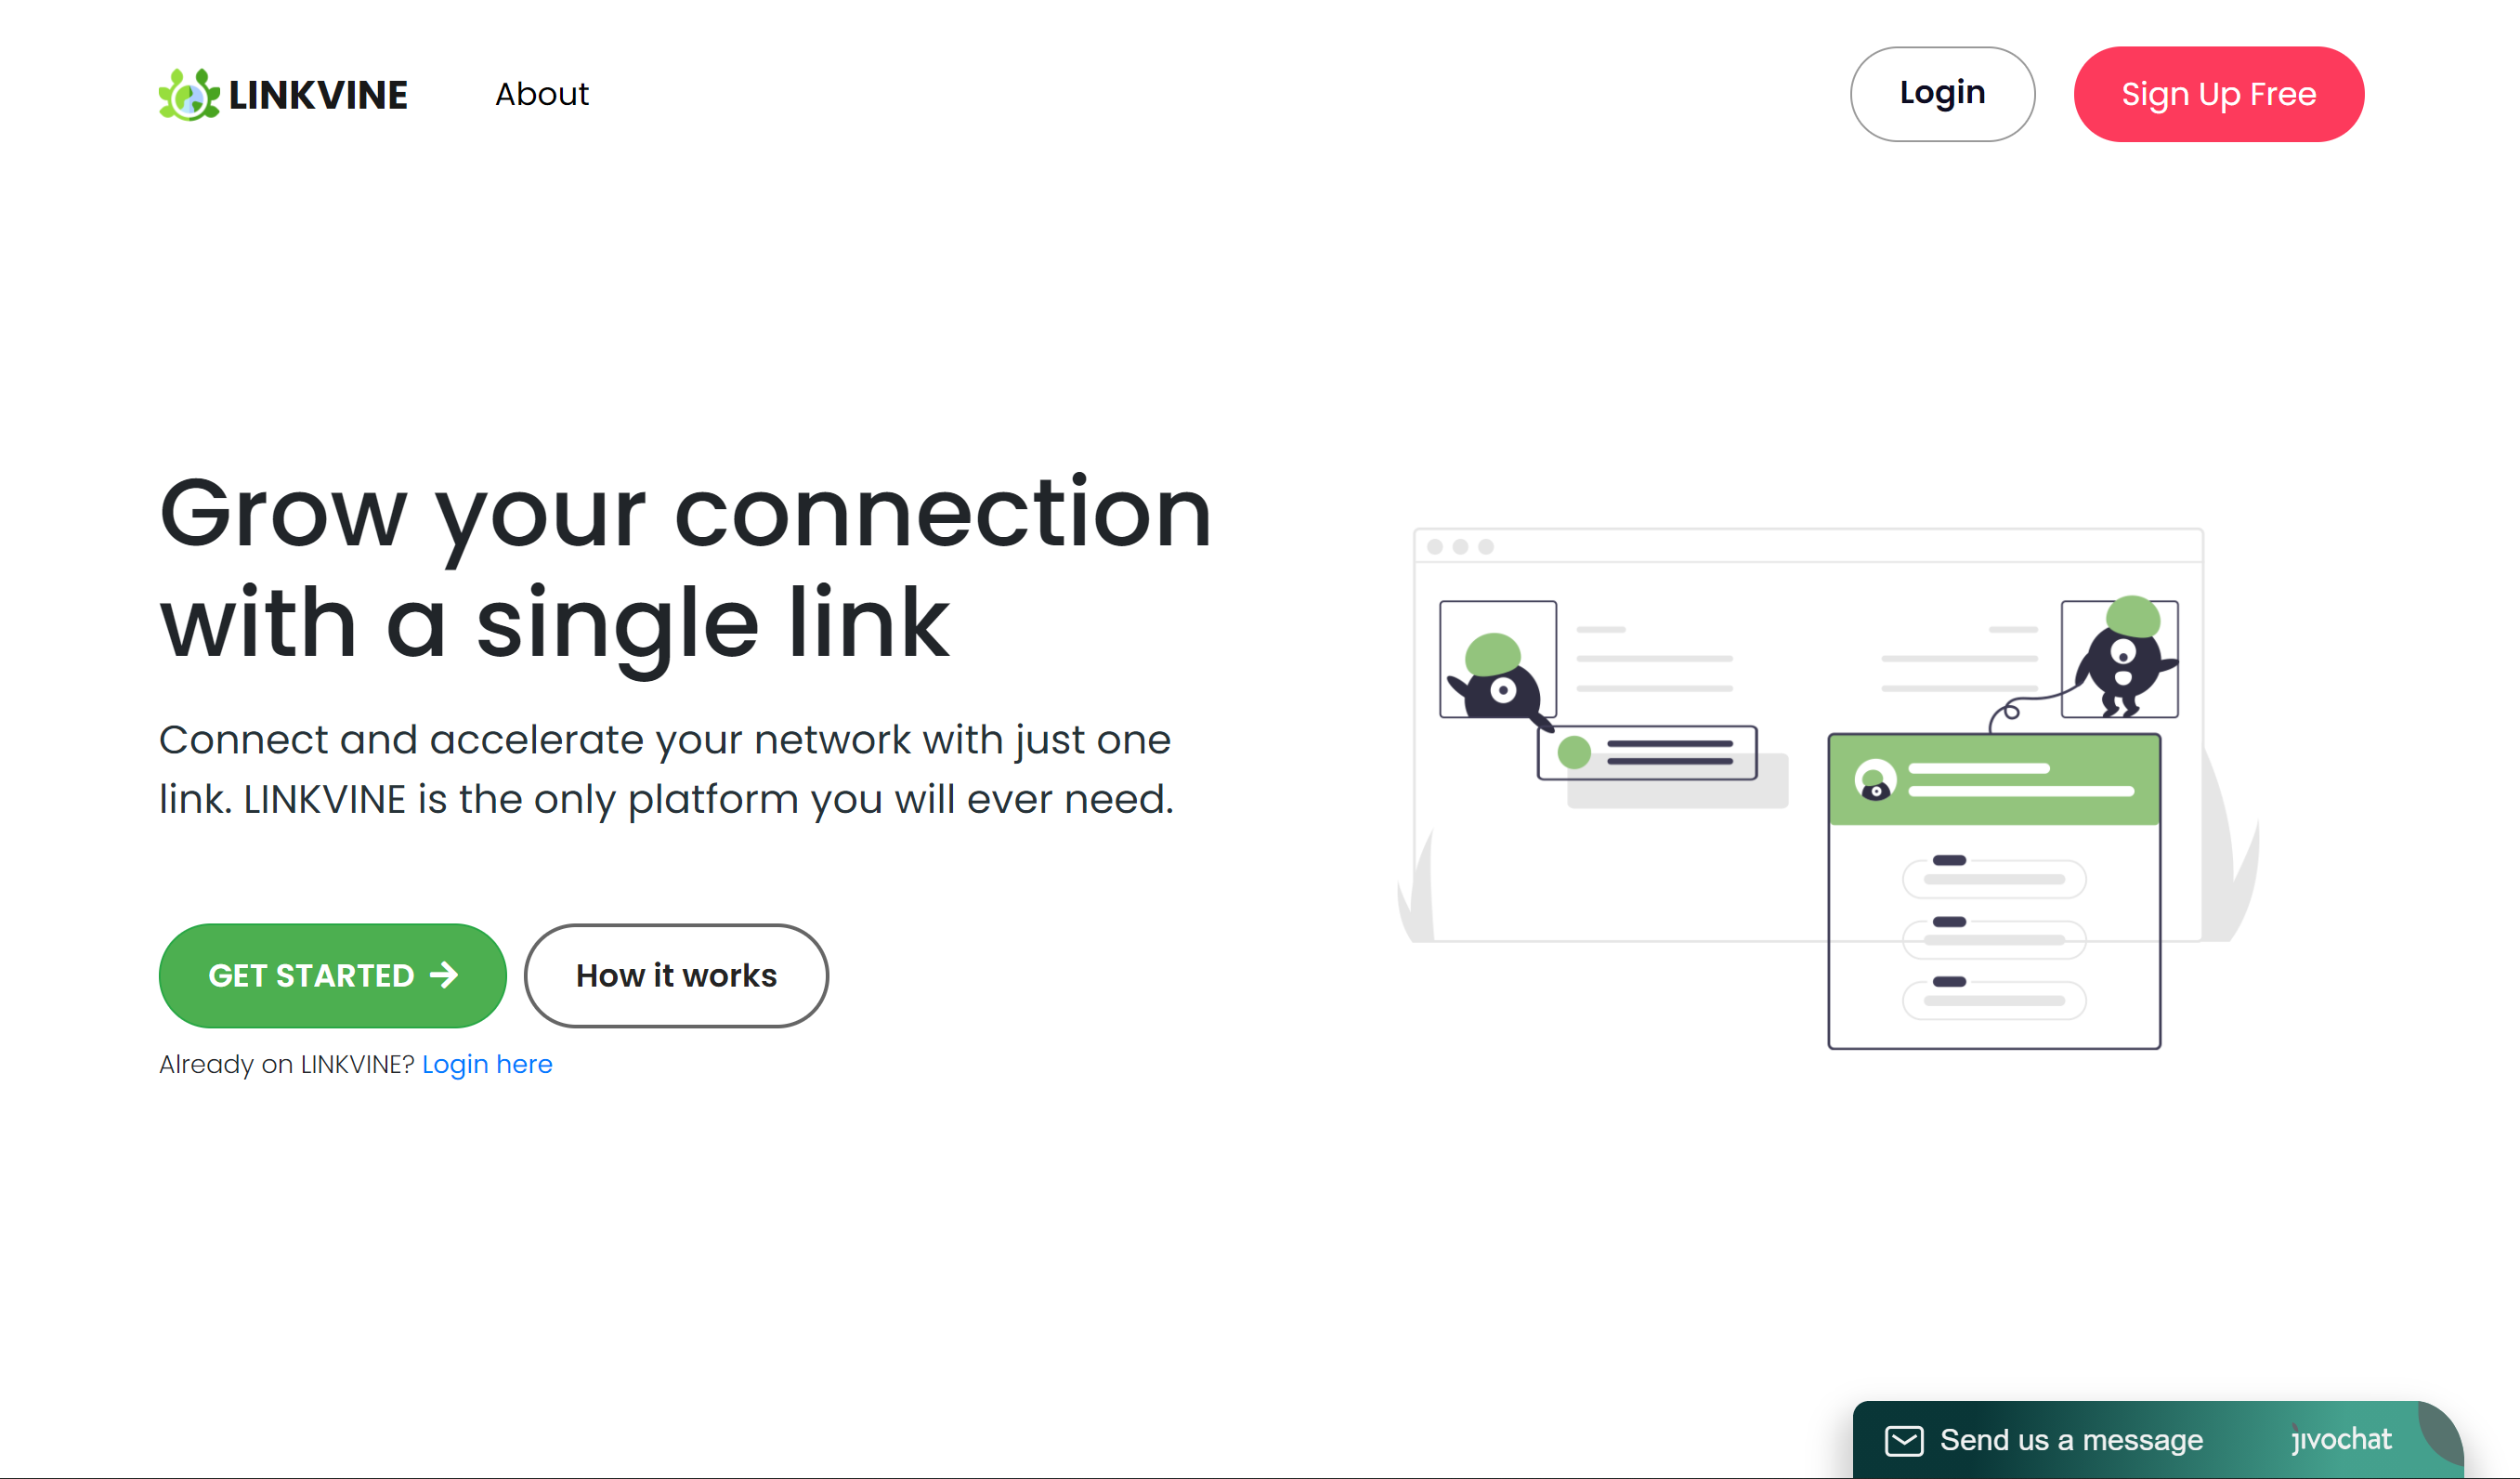 LINKVINE
About
Login
Sign Up Free
Grow your connection
with a single link
Connect and accelerate your network with just one
link. LINKVINE is the only platform you will ever need.
GET STARTED
How it works
Already on LINKVINE? Login here
Send us a message
jivochat